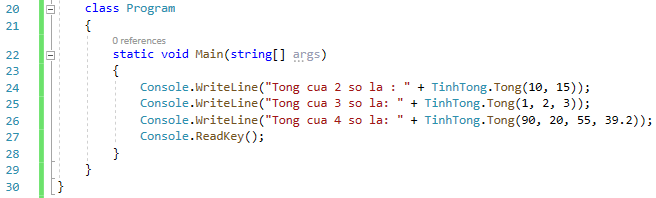 20 class Program
21 {
0 references
22 static void Main(string[] args)
23 {
24 Console.WriteLine("Tong cua 2 so la : " + TinhTong.Tong(10, 15));
25 Console.WriteLine("Tong cua 3 so la: " + TinhTong.Tong(1, 2, 3));
26 Console.WriteLine("Tong cua 4 so la: " + TinhTong.Tong(90, 20, 55, 39.2));
27 Console.ReadKey();
28 }
29 }
30 }